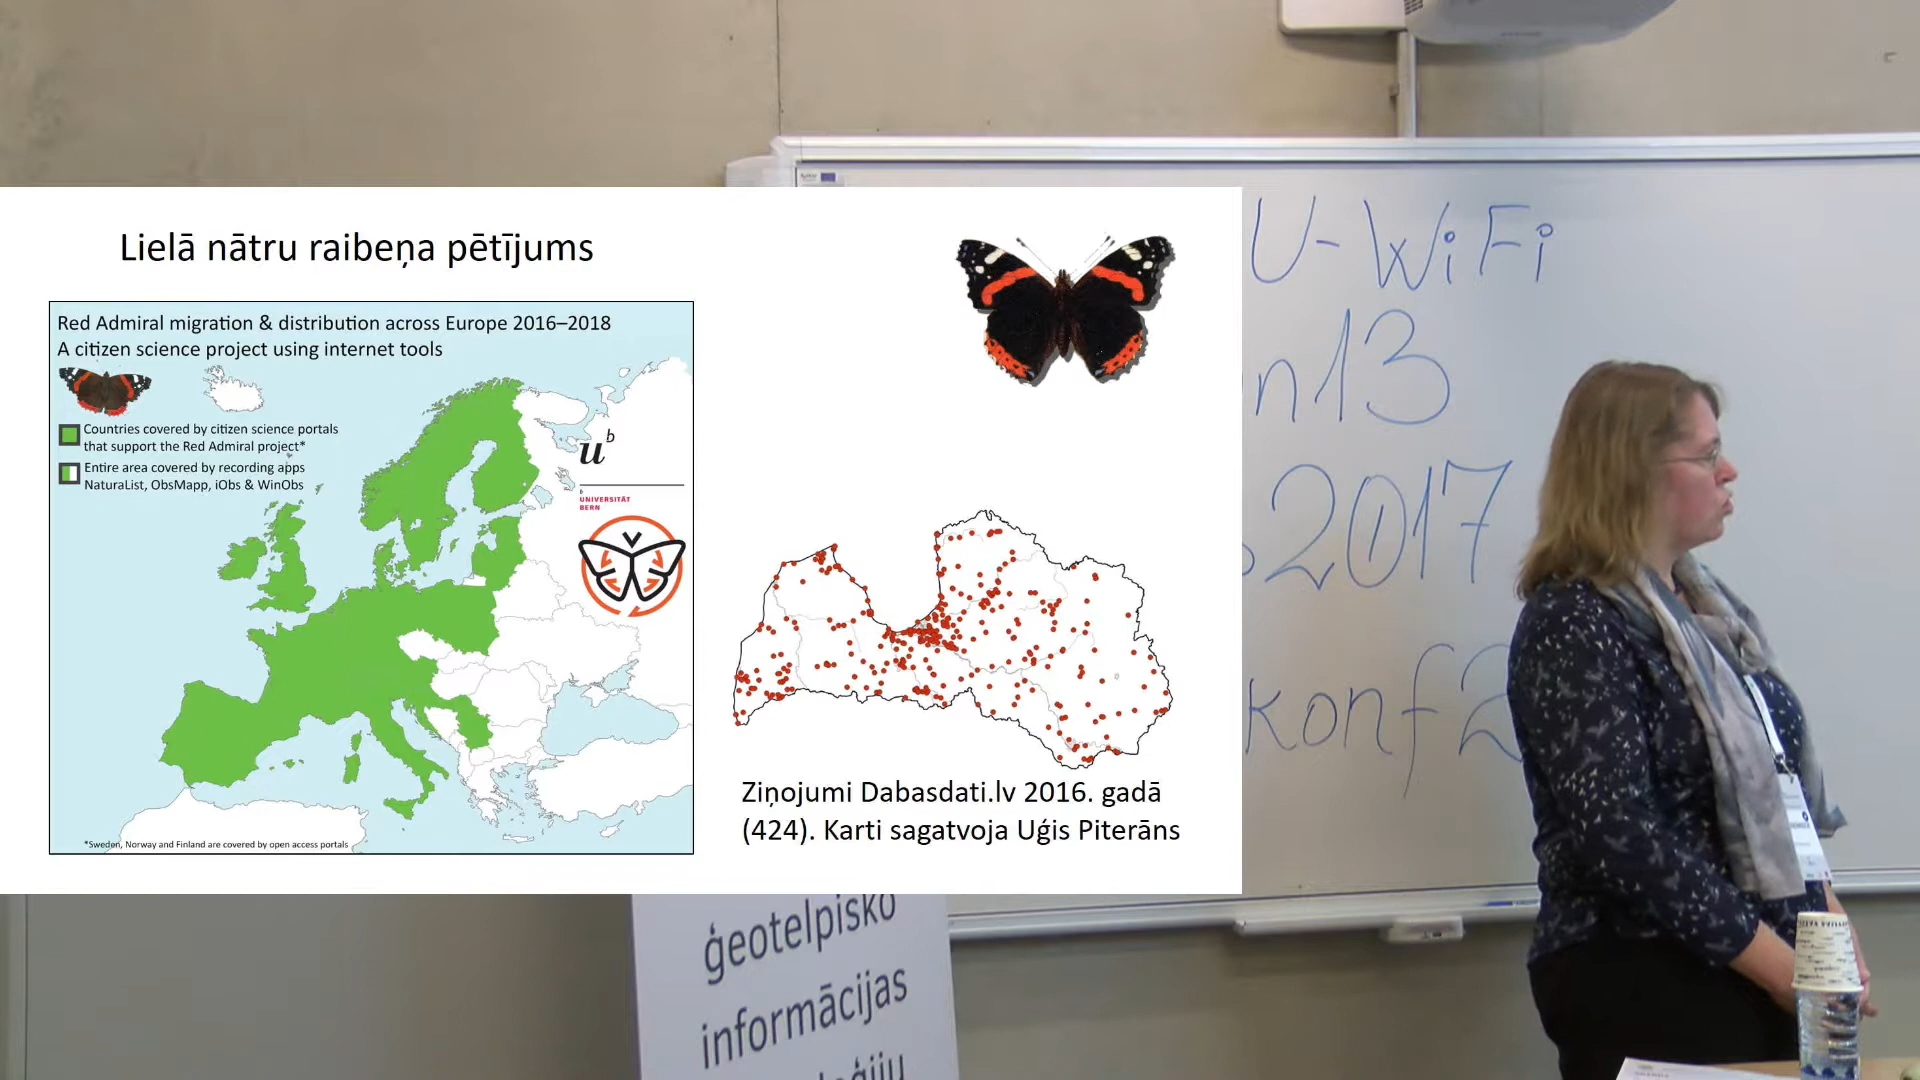 Lielā nātru raibeņa pētījums
Red Admiral migration & distribution across Europe 2016–2018
A citizen science project using internet tools
Countries covered by citizen science portals
that support the Red Admiral project*
Entire area covered by recording apps
NaturaList, ObsMapp, iObs & WinObs
u b
b
UNIVERSITÄT
BERN
*Sweden, Norway and Finland are covered by open access portals
Ziņojumi Dabasdati.lv 2016. gadā
(424). Karti sagatvoja Uģis Piterāns
U-WiFi
n13
2017
konf2
ģeotelpisko
informācijas